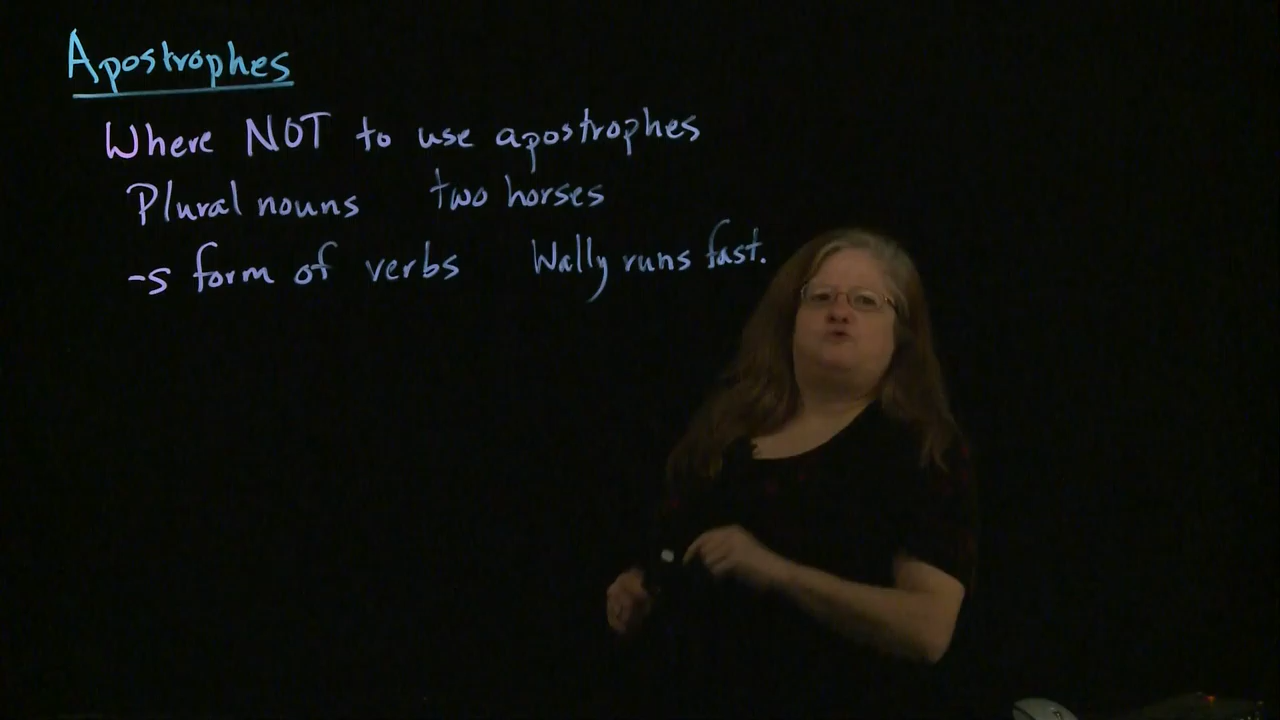 Apostrophes
Where NOT to use apostrophes
Plural nouns two horses
-s form of verbs Wally runs fast.